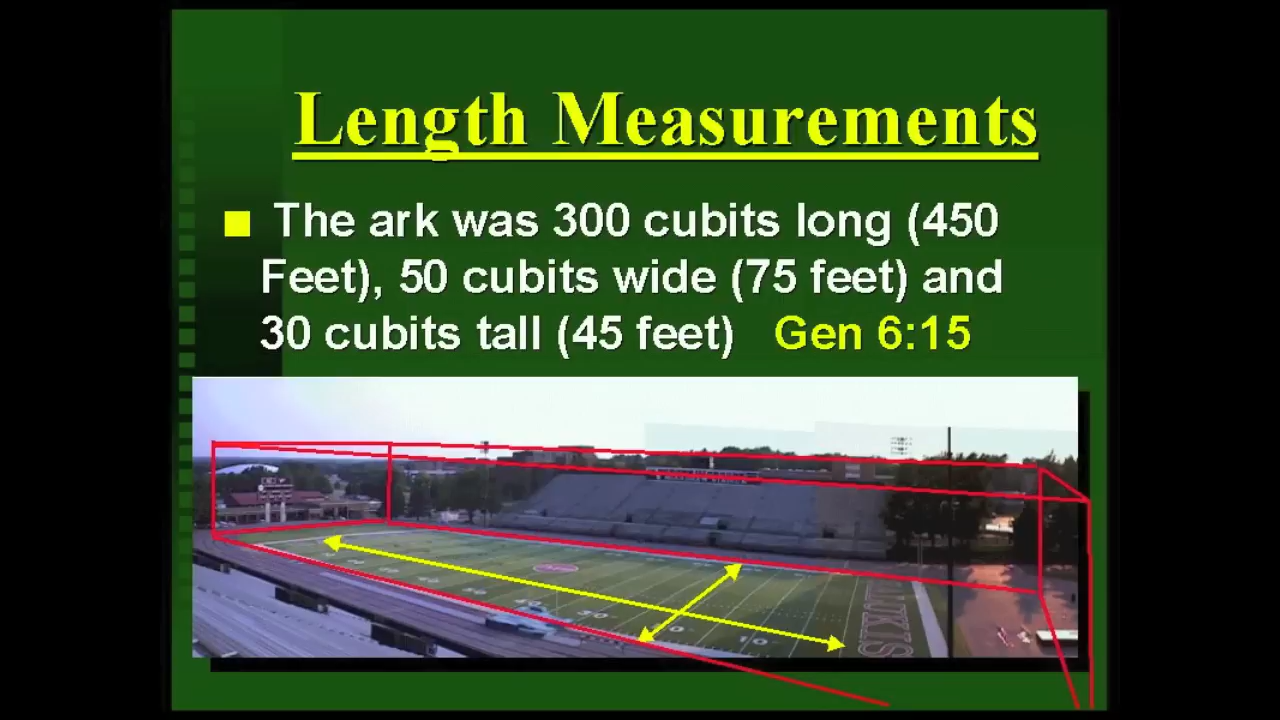 Length Measurements
The ark was 300 cubits long (450
Feet), 50 cubits wide (75 feet) and
30 cubits tall (45 feet) Gen 6:15